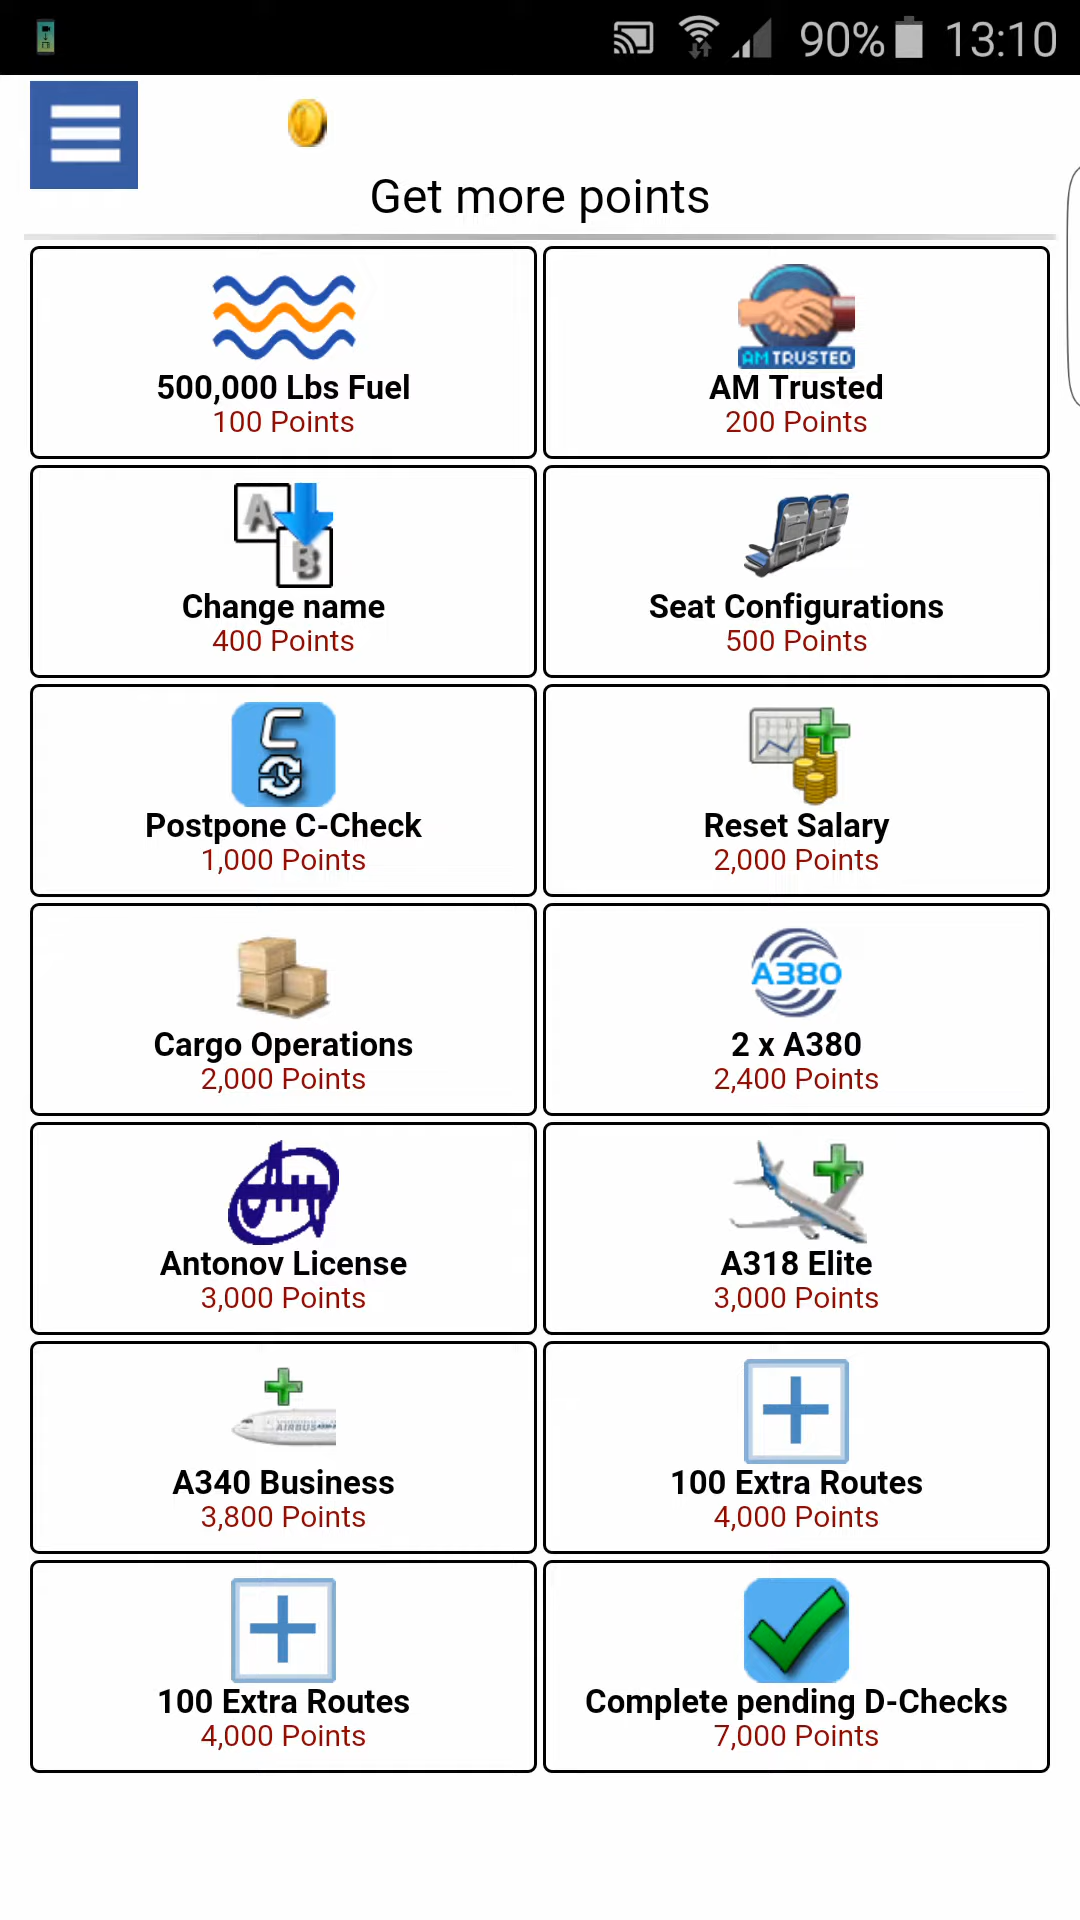 90% 13:10
Get more points
500,000 Lbs Fuel
100 Points
AM TRUSTED
AM Trusted
200 Points
A
B
Change name
400 Points
Seat Configurations
500 Points
C
Postpone C-Check
1,000 Points
Reset Salary
2,000 Points
Cargo Operations
2,000 Points
A380
2 x A380
2,400 Points
Antonov License
3,000 Points
A318 Elite
3,000 Points
AIRBUS
A340 Business
3,800 Points
100 Extra Routes
4,000 Points
100 Extra Routes
4,000 Points
Complete pending D-Checks
7,000 Points